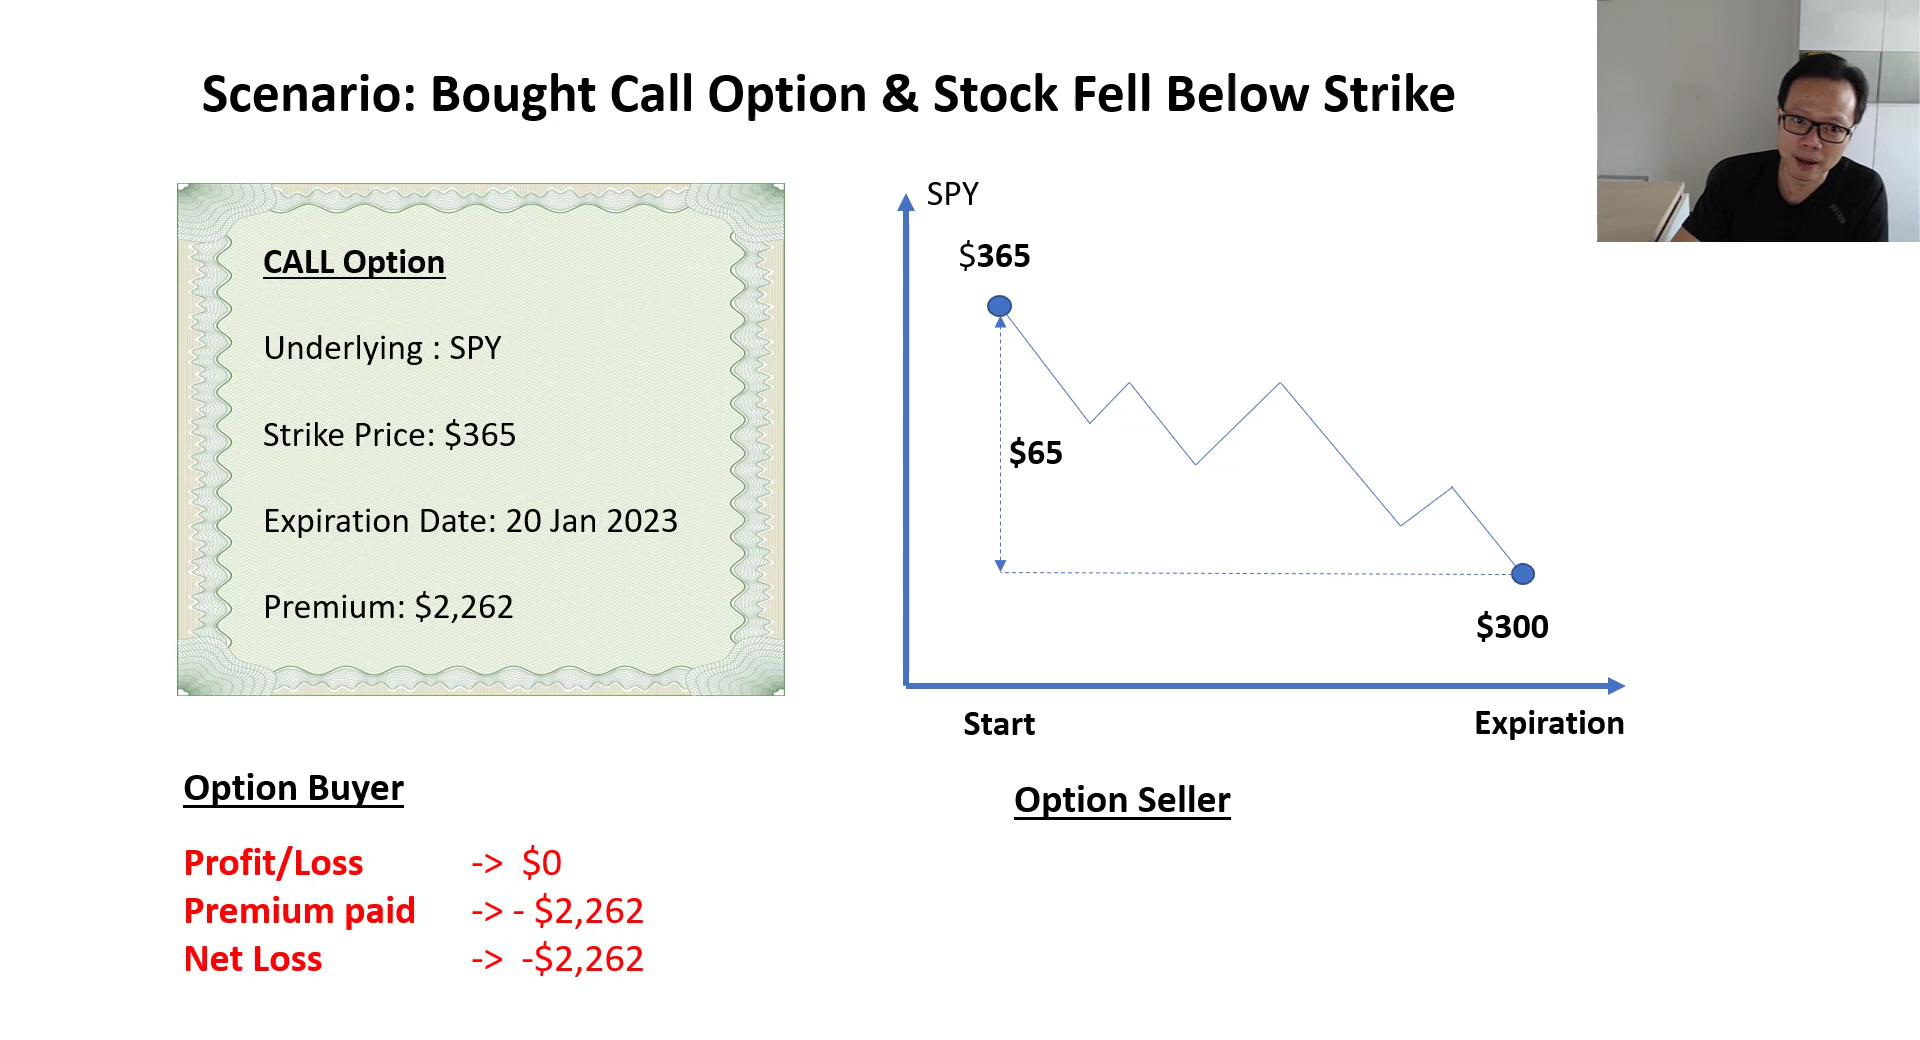 Scenario: Bought Call Option & Stock Fell Below Strike
CALL Option
Underlying : SPY
Strike Price: $365
Expiration Date: 20 Jan 2023
Premium: $2,262
SPY
$365
$65
$300
Start
Expiration
Option Buyer
Profit/Loss -> $0
Premium paid -> - $2,262
Net Loss -> -$2,262
Option Seller